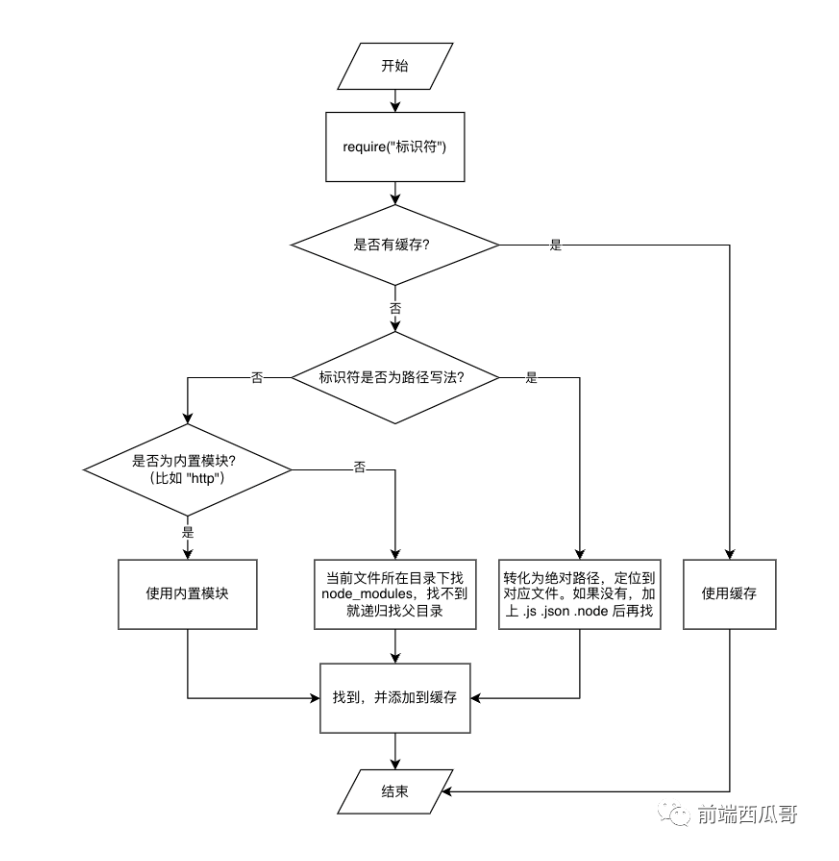 开始
require("标识符")
是否有缓存?
是
否
标识符是否为路径写法?
否
是
是否为内置模块?
(比如 "http")
否
是
使用内置模块
当前文件所在目录下找
node_modules，找不到
就递归找父目录
转化为绝对路径，定位到
对应文件。如果没有，加
上 .js .json .node 后再找
使用缓存
找到，并添加到缓存
结束
前端西瓜哥